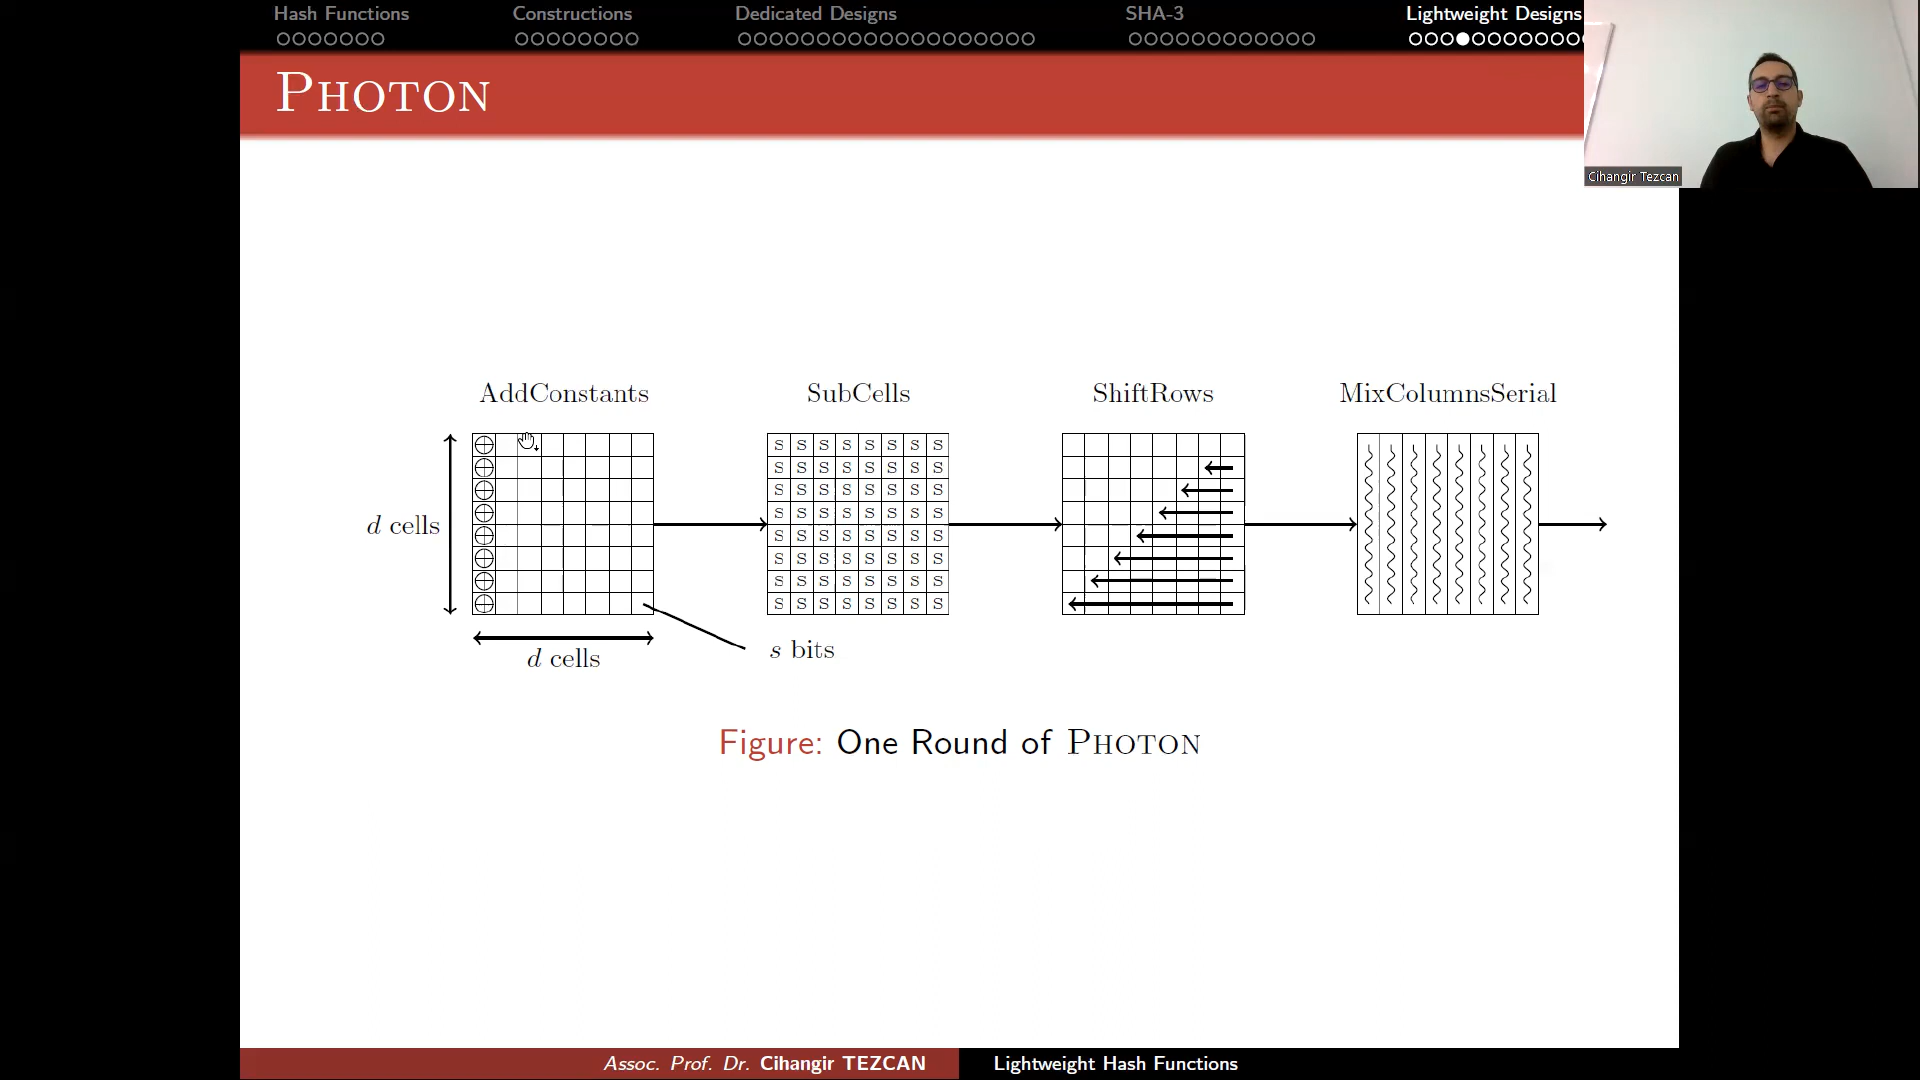 Hash Functions Constructions Dedicated Designs SHA-3 Lightweight Designs
PHOTON
Cihangir Tezcan
AddConstants SubCells ShiftRows MixColumnsSerial
S S S S S S S S
S S S S S S S S
S S S S S S S S
S S S S S S S S
d cells
S S S S S S S S
S S S S S S S S
S S S S S S S S
S S S S S S S S
s bits
d cells
Figure: One Round of PHOTON
Assoc. Prof. Dr. Cihangir TEZCAN Lightweight Hash Functions